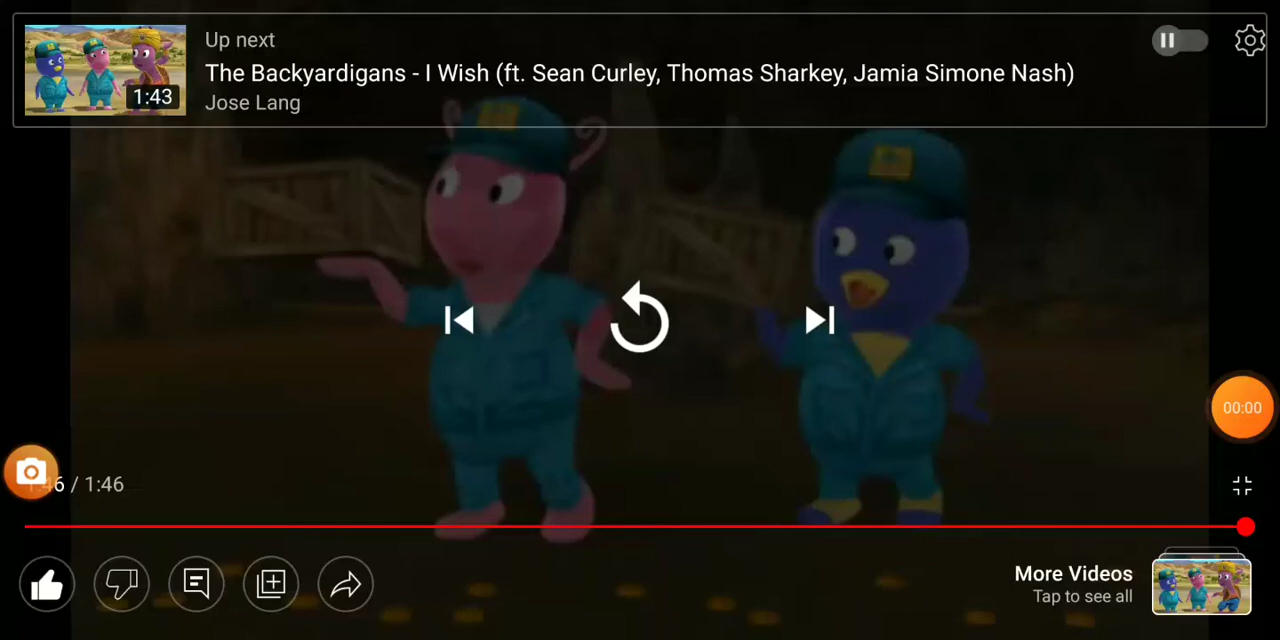 Up next
The Backyardigans - I Wish (ft. Sean Curley, Thomas Sharkey, Jamia Simone Nash)
1:43
Jose Lang
00:00
46 / 1:46
More Videos
Tap to see all